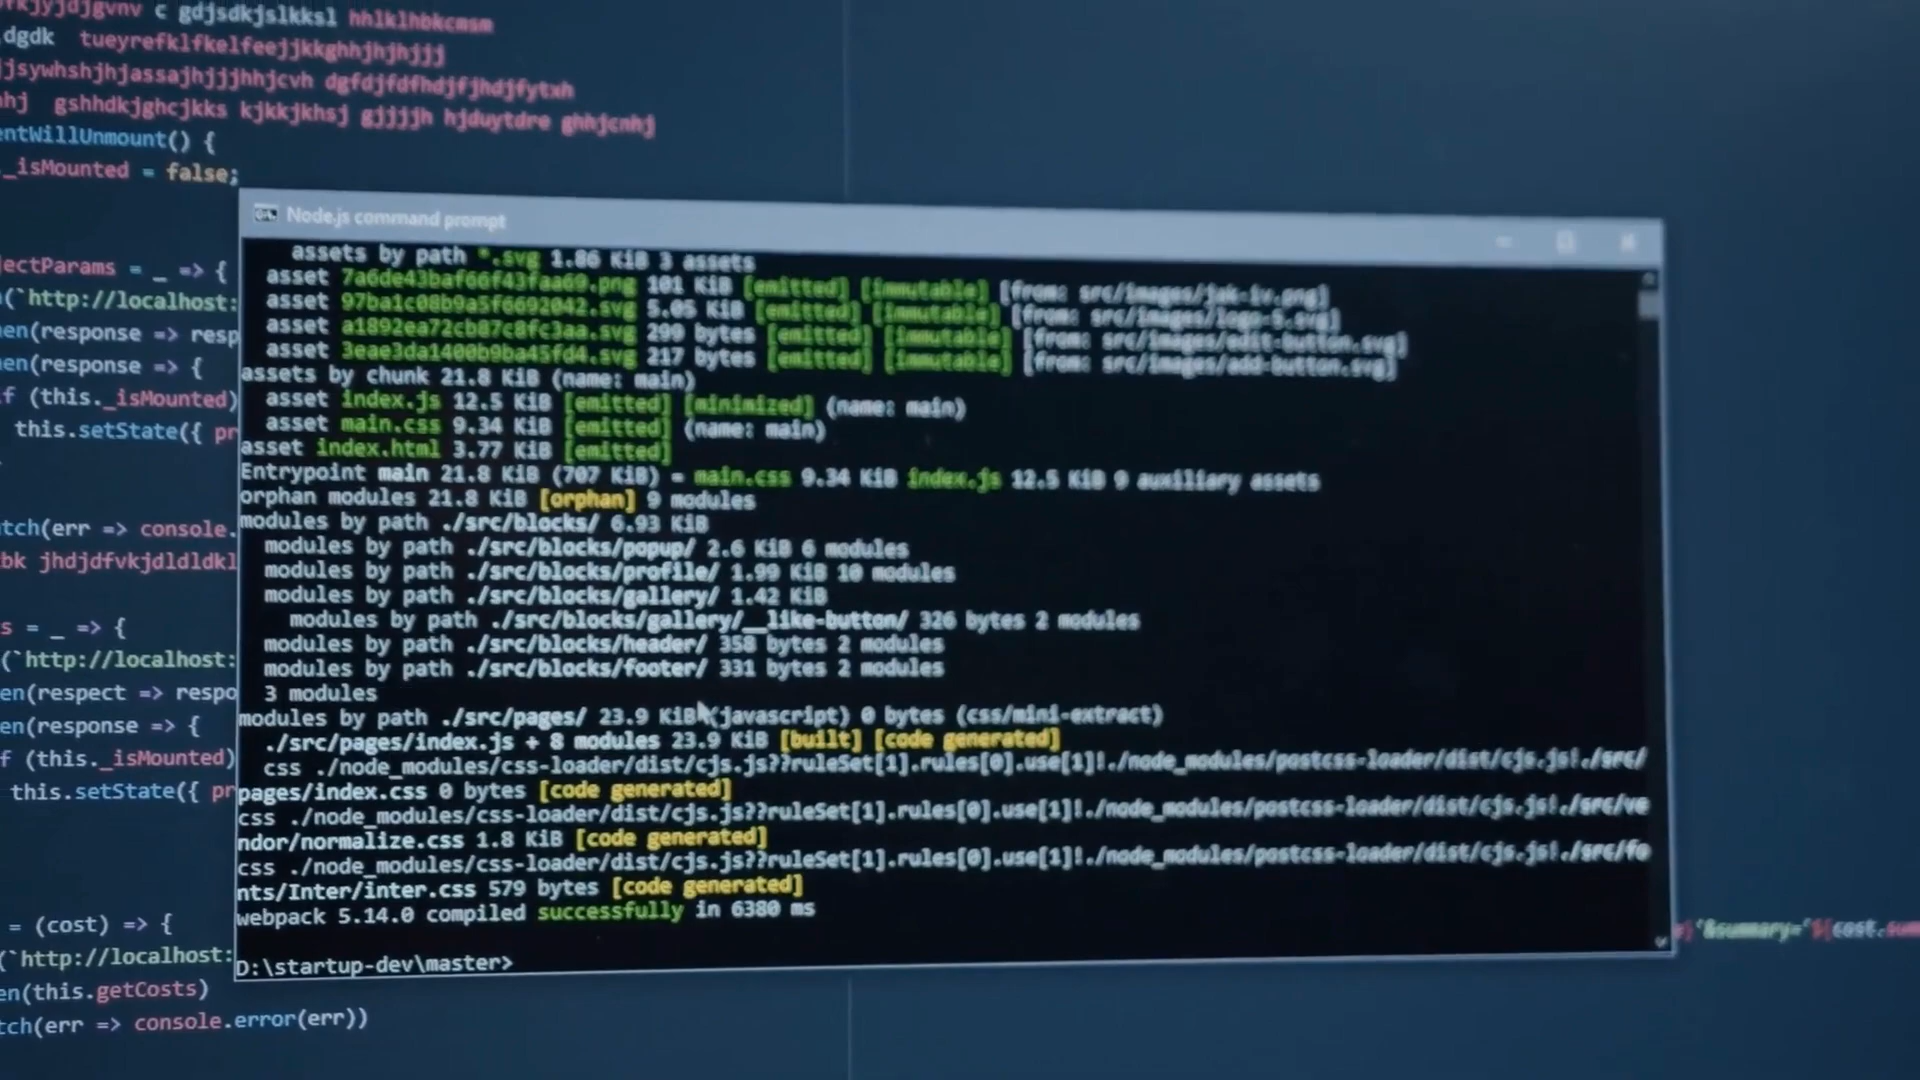 fkjyjdjgvnv c gdjsdkjslkksl hhlklhbkcmsm
.dgdk tueyrefklfkelfeejjkkghhjhjhjjj
jjsywhshjhjassajhjjjhhjcvh dgfdjfdfhdjfjhdjfytxh
hhj gshhdkjghcjkks kjkkjkhsj gjjjjh hjduytdre ghhjcnhj
entWillUnmount() {
._isMounted = false;
jectParams = _ => {
(`http://localhost:
hen(response => resp
hen(response => {
if (this._isMounted)
this.setState({ pr
atch(err => console.
bk jhdjdfvkjdldldkl
s = _ => {
(`http://localhost:
en(respect => respo
en(response => {
if (this._isMounted)
this.setState({ pr
= (cost) => {
(`http://localhost:
en(this.getCosts)
tch(err => console.error(err))
Node.js command prompt
assets by path *.svg 1.86 KiB 3 assets
asset 7a6de43baf66f43faa69.png 101 KiB [emitted] [immutable] [from: src/images/jak-iv.png]
asset 97ba1c08b9a5f6692042.svg 5.05 KiB [emitted] [immutable] [from: src/images/logo-5.svg]
asset a1892ea72cb87c8fc3aa.svg 299 bytes [emitted] [immutable] [from: src/images/edit-button.svg]
asset 3eae3da1400b9ba45fd4.svg 217 bytes [emitted] [immutable] [from: src/images/add-button.svg]
assets by chunk 21.8 KiB (name: main)
asset index.js 12.5 KiB [emitted] [minimized] (name: main)
asset main.css 9.34 KiB [emitted] (name: main)
asset index.html 3.77 KiB [emitted]
Entrypoint main 21.8 KiB (707 KiB) = main.css 9.34 KiB index.js 12.5 KiB 9 auxiliary assets
orphan modules 21.8 KiB [orphan] 9 modules
modules by path ./src/blocks/ 6.93 KiB
modules by path ./src/blocks/popup/ 2.6 KiB 6 modules
modules by path ./src/blocks/profile/ 1.99 KiB 10 modules
modules by path ./src/blocks/gallery/ 1.42 KiB
modules by path ./src/blocks/gallery/__like-button/ 326 bytes 2 modules
modules by path ./src/blocks/header/ 358 bytes 2 modules
modules by path ./src/blocks/footer/ 331 bytes 2 modules
3 modules
modules by path ./src/pages/ 23.9 KiB (javascript) 0 bytes (css/mini-extract)
./src/pages/index.js + 8 modules 23.9 KiB [built] [code generated]
css ./node_modules/css-loader/dist/cjs.js??ruleSet[1].rules[0].use[1]!./node_modules/postcss-loader/dist/cjs.js!./src/
pages/index.css 0 bytes [code generated]
css ./node_modules/css-loader/dist/cjs.js??ruleSet[1].rules[0].use[1]!./node_modules/postcss-loader/dist/cjs.js!./src/ve
ndor/normalize.css 1.8 KiB [code generated]
css ./node_modules/css-loader/dist/cjs.js??ruleSet[1].rules[0].use[1]!./node_modules/postcss-loader/dist/cjs.js!./src/fo
nts/Inter/inter.css 579 bytes [code generated]
webpack 5.14.0 compiled successfully in 6380 ms
D:\startup-dev\master>
}`&summary=`${cost.sum